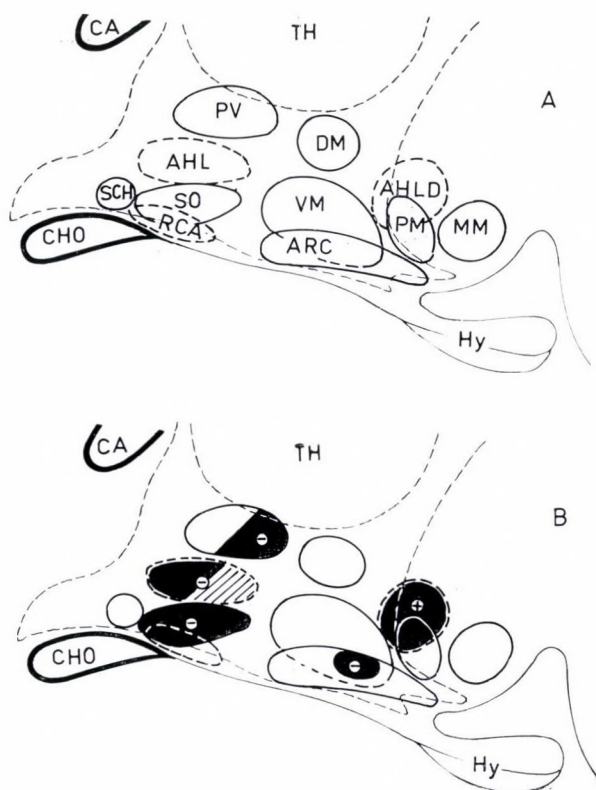 CA
TH
A
PV
DM
AHL
AHLD
SCH
SO
VM
PM
MM
RCA
CHO
ARC
Hy
CA
TH
B
−
−
+
−
−
CHO
Hy